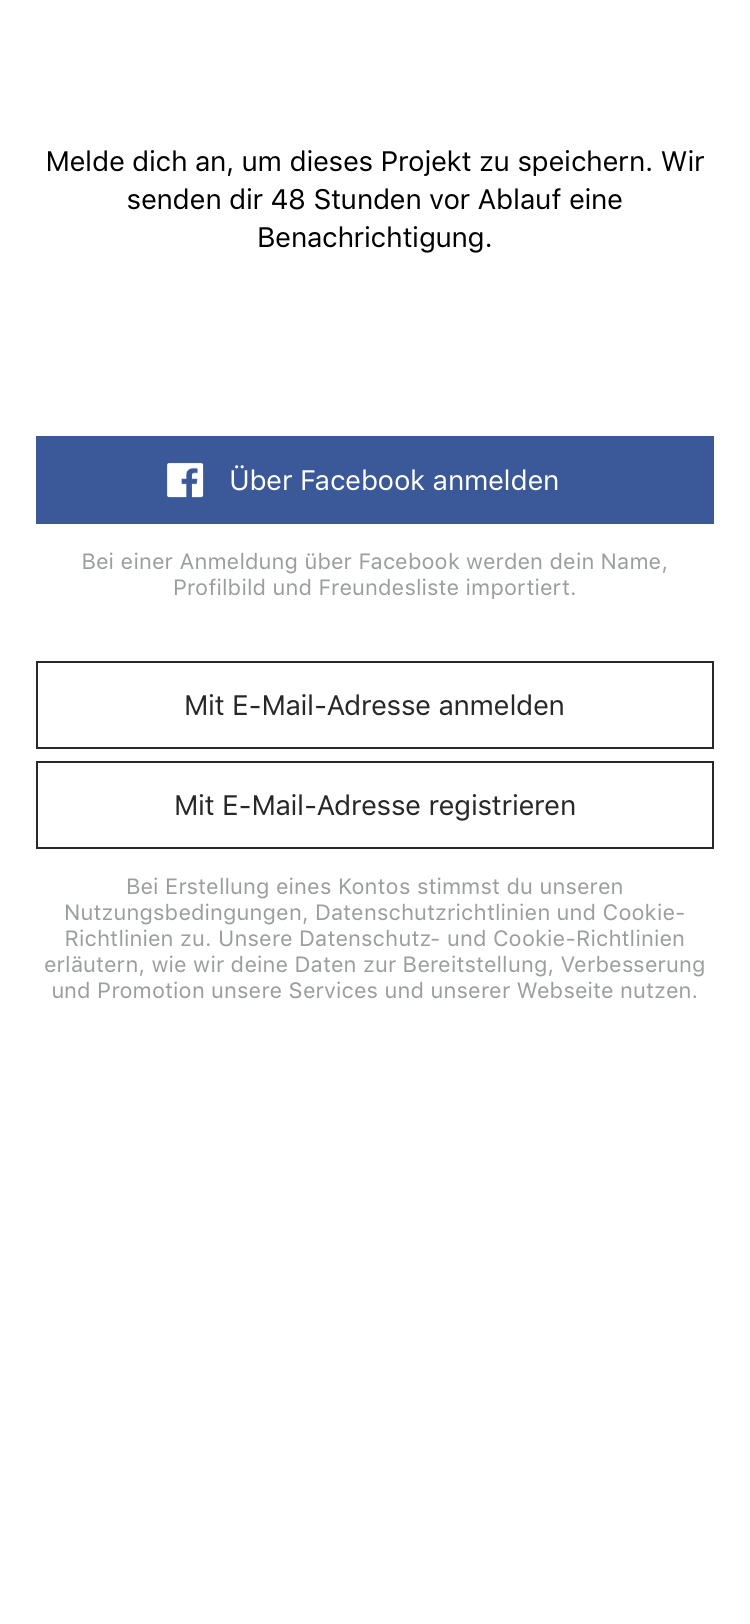 Melde dich an, um dieses Projekt zu speichern. Wir
senden dir 48 Stunden vor Ablauf eine
Benachrichtigung.
Über Facebook anmelden
Bei einer Anmeldung über Facebook werden dein Name,
Profilbild und Freundesliste importiert.
Mit E-Mail-Adresse anmelden
Mit E-Mail-Adresse registrieren
Bei Erstellung eines Kontos stimmst du unseren
Nutzungsbedingungen, Datenschutzrichtlinien und Cookie-
Richtlinien zu. Unsere Datenschutz- und Cookie-Richtlinien
erläutern, wie wir deine Daten zur Bereitstellung, Verbesserung
und Promotion unsere Services und unserer Webseite nutzen.